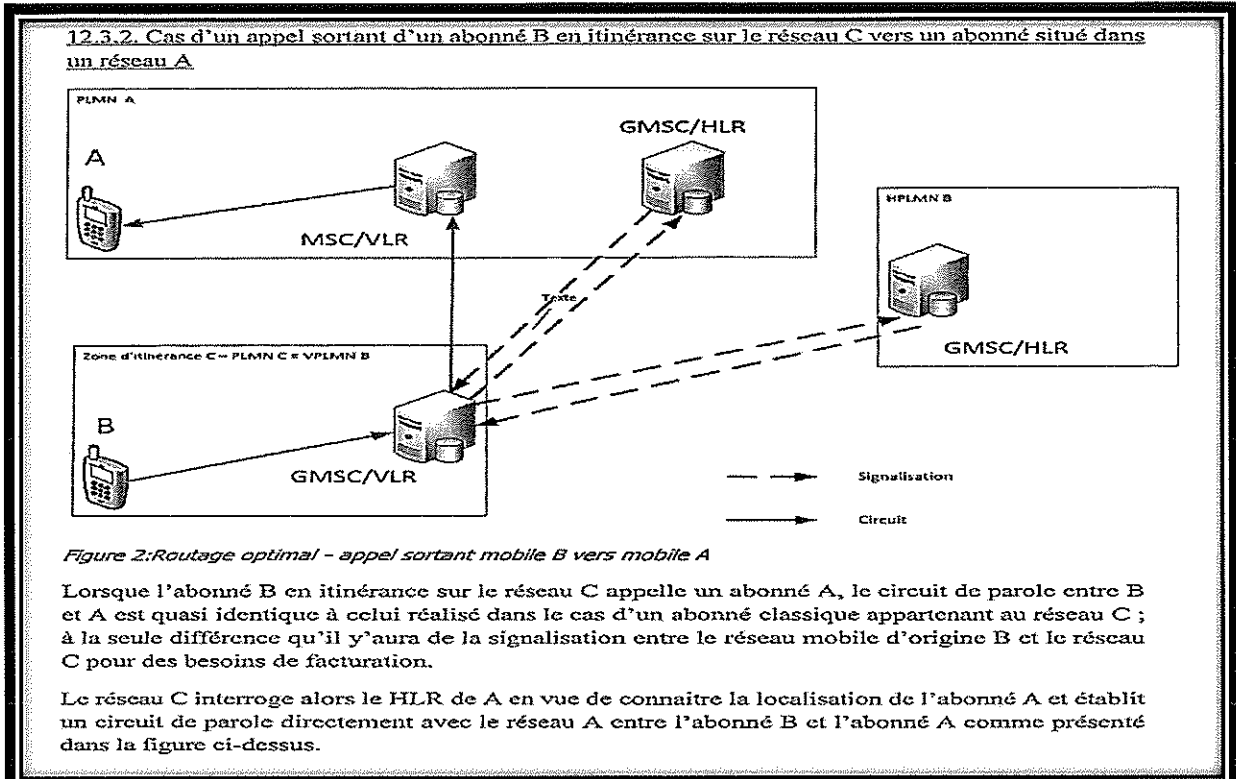 12.3.2. Cas d'un appel sortant d'un abonné B en itinérance sur le réseau C vers un abonné situé dans
un réseau A
PLMN A
GMSC/HLR
A
HPLMN B
MSC/VLR
Texte
GMSC/HLR
Zone d'itinérance C – PLMN C = VPLMN B
B
GMSC/VLR
Signalisation
Circuit
Figure 2:Routage optimal – appel sortant mobile B vers mobile A
Lorsque l'abonné B en itinérance sur le réseau C appelle un abonné A, le circuit de parole entre B
et A est quasi identique à celui réalisé dans le cas d'un abonné classique appartenant au réseau C ;
à la seule différence qu'il y'aura de la signalisation entre le réseau mobile d'origine B et le réseau
C pour des besoins de facturation.
Le réseau C interroge alors le HLR de A en vue de connaitre la localisation de l'abonné A et établit
un circuit de parole directement avec le réseau A entre l'abonné B et l'abonné A comme présenté
dans la figure ci-dessus.